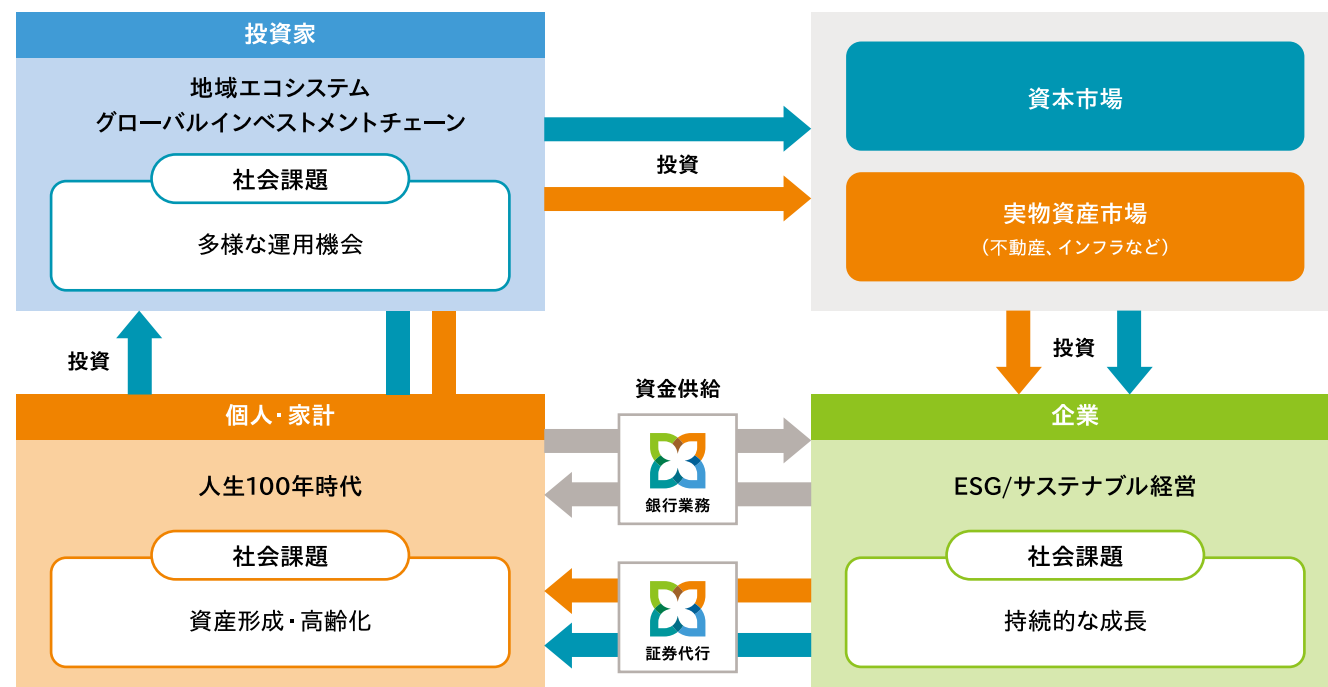 投資家
地域エコシステム
グローバルインベストメントチェーン
社会課題
多様な運用機会
投資
資本市場
実物資産市場
（不動産、インフラなど）
投資
投資
個人・家計
人生100年時代
社会課題
資産形成・高齢化
資金供給
銀行業務
証券代行
企業
ESG/サステナブル経営
社会課題
持続的な成長